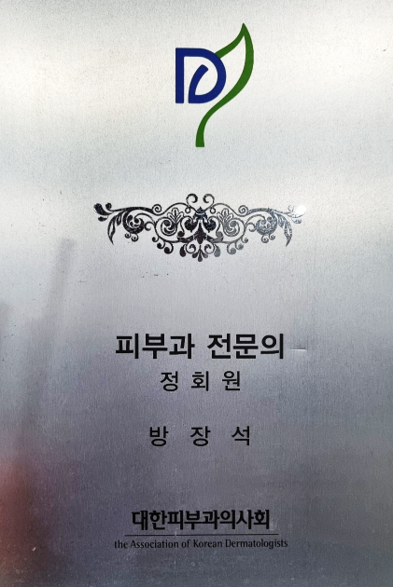 피부과 전문의
정회원
방장석
대한피부과의사회
the Association of Korean Dermatologists